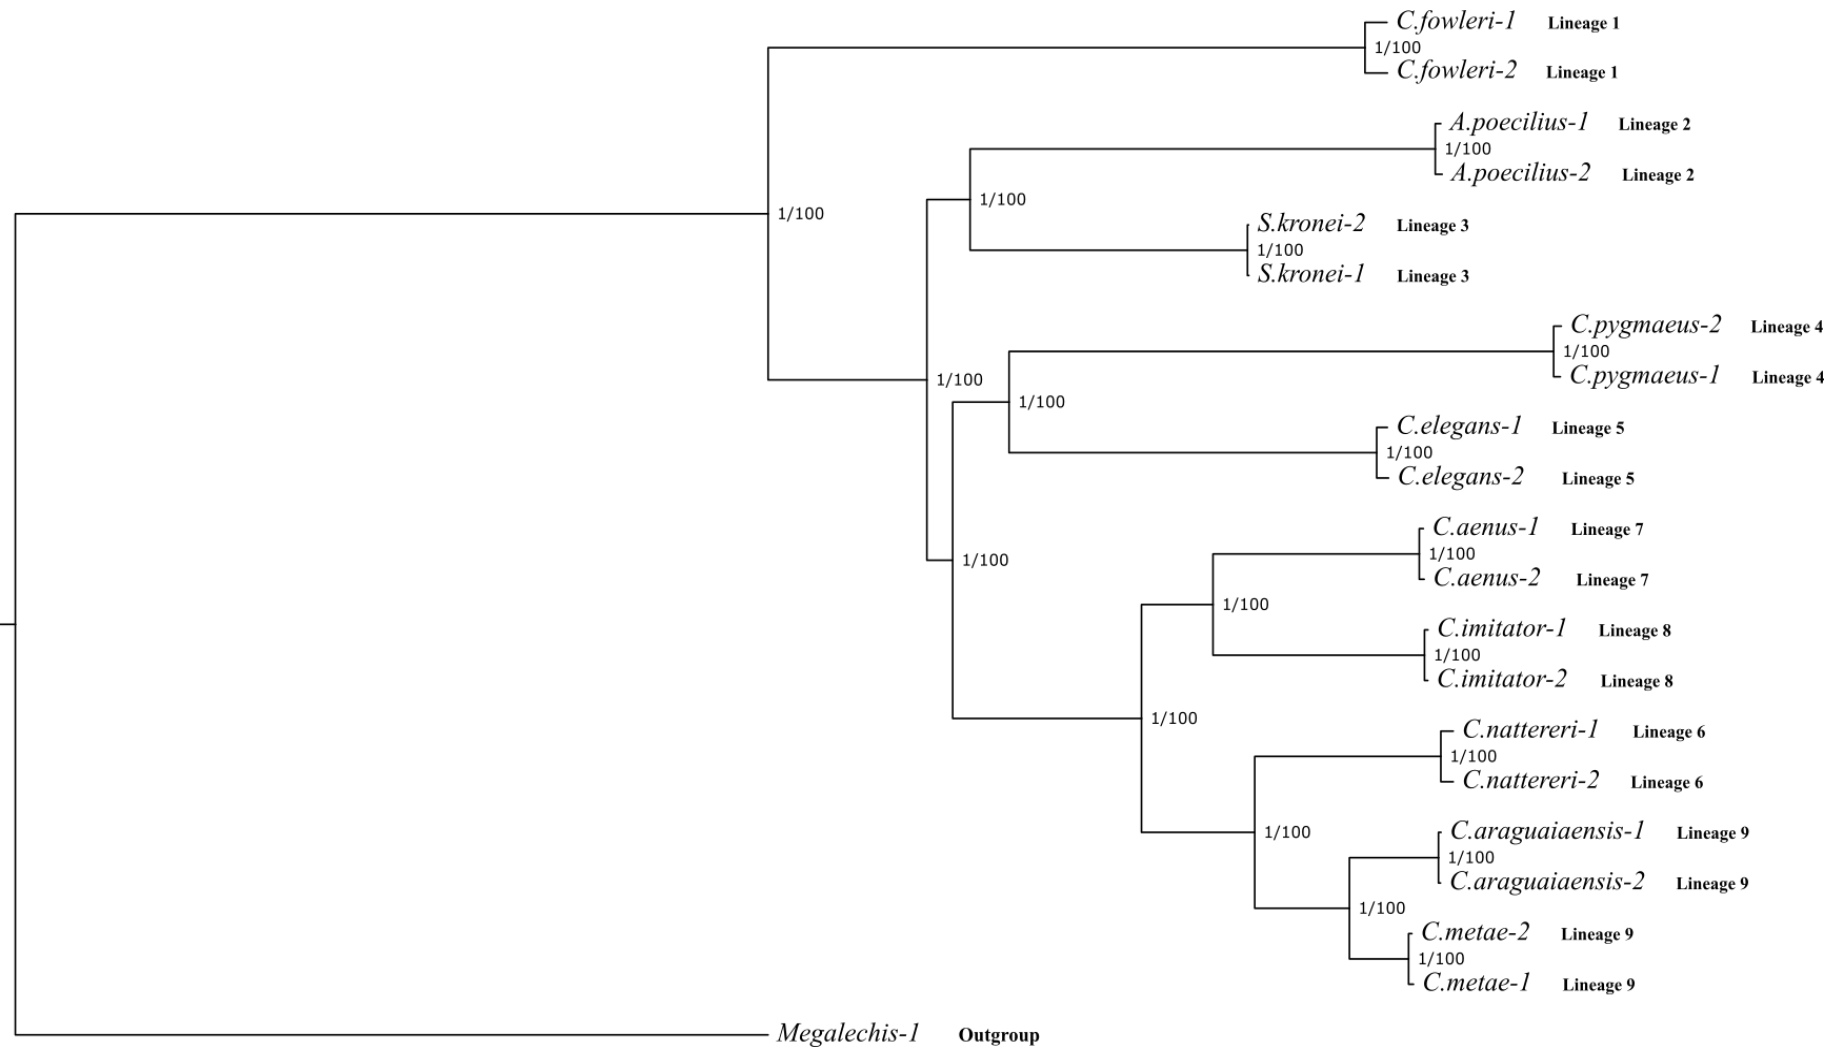 C.fowleri-1 Lineage 1
1/100
C.fowleri-2 Lineage 1
A.poecilius-1 Lineage 2
1/100
A.poecilius-2 Lineage 2
1/100
1/100
S.kronei-2 Lineage 3
1/100
S.kronei-1 Lineage 3
C.pygmaeus-2 Lineage 4
1/100
C.pygmaeus-1 Lineage 4
1/100
1/100
C.elegans-1 Lineage 5
1/100
C.elegans-2 Lineage 5
C.aenus-1 Lineage 7
1/100
1/100
C.aenus-2 Lineage 7
1/100
C.imitator-1 Lineage 8
1/100
C.imitator-2 Lineage 8
1/100
C.nattereri-1 Lineage 6
1/100
C.nattereri-2 Lineage 6
1/100
C.araguaiaensis-1 Lineage 9
1/100
C.araguaiaensis-2 Lineage 9
1/100
C.metae-2 Lineage 9
1/100
C.metae-1 Lineage 9
Megalechis-1 Outgroup